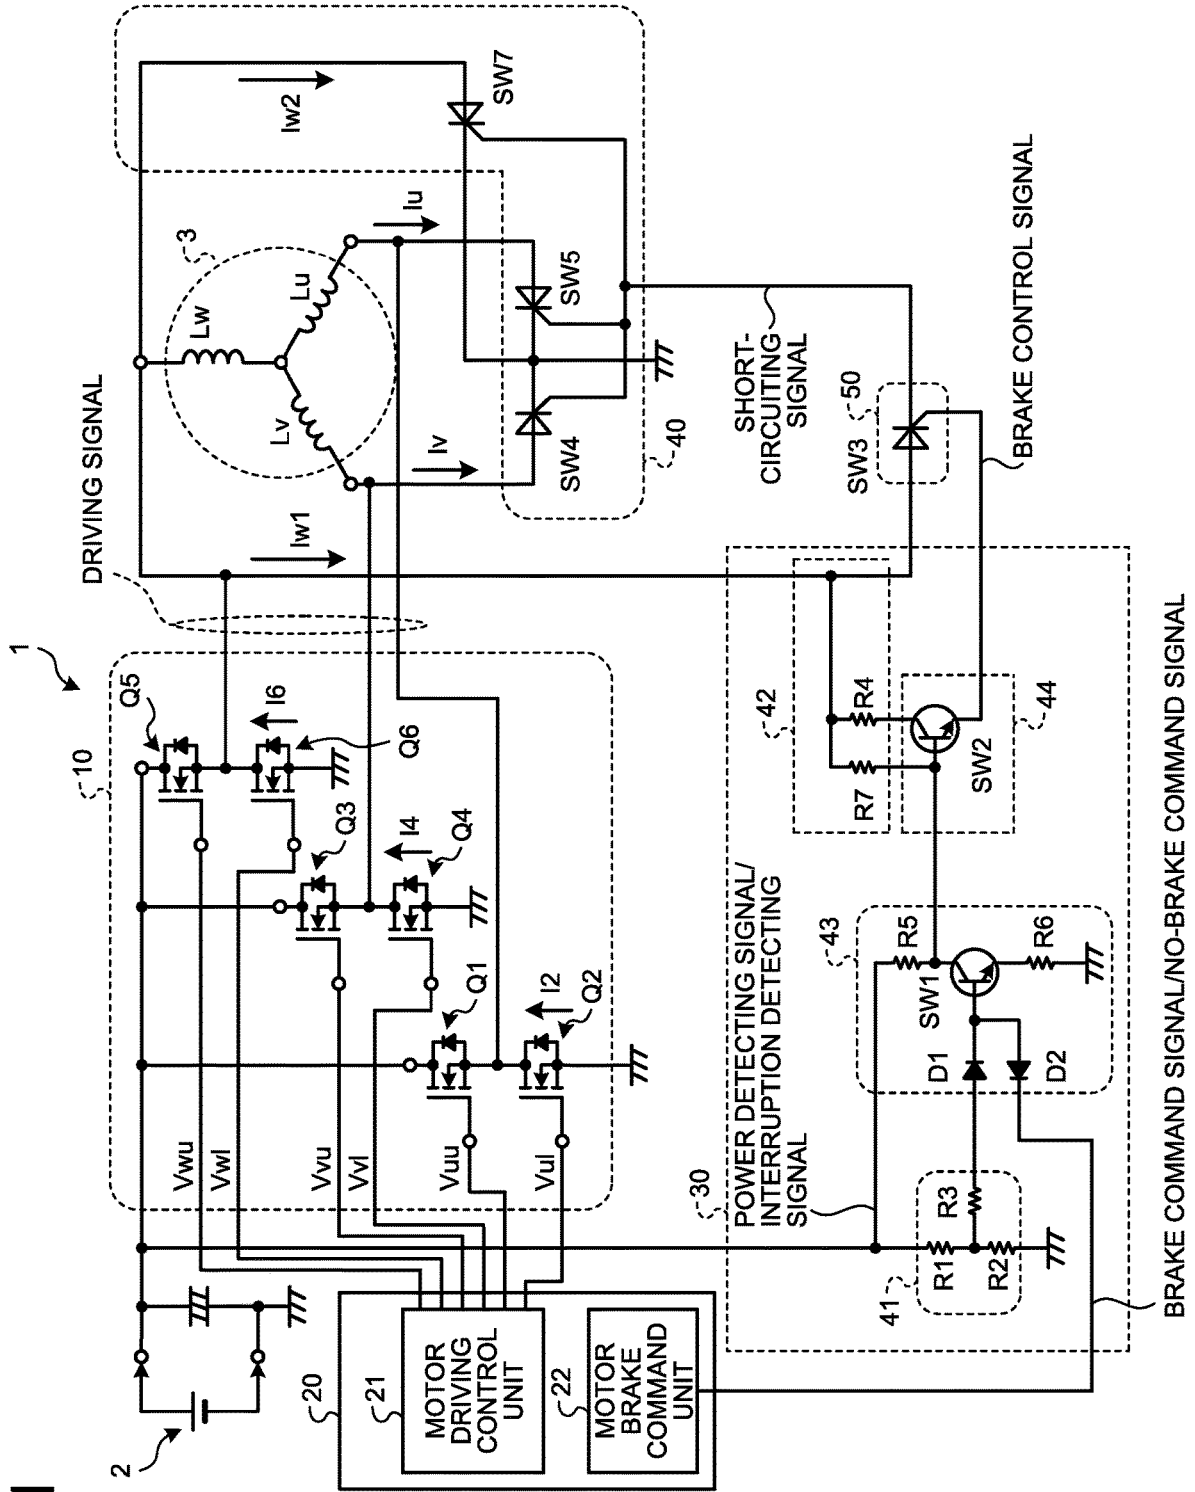 1
DRIVING SIGNAL
3
Lw
Lu
Lv
Iw2
SW7
Iu
Iv
Iw1
SW5
SW4
40
10
Q5
I6
Q6
Q3
I4
Q4
Q1
I2
Q2
Vwu
Vwl
Vvu
Vvl
Vuu
Vul
2
20
21
MOTOR
DRIVING
CONTROL
UNIT
22
MOTOR
BRAKE
COMMAND
UNIT
30
POWER DETECTING SIGNAL/
INTERRUPTION DETECTING
SIGNAL
41
R1
R2
R3
43
R5
SW1
R6
D1
D2
42
R7
R4
SW2
44
SHORT-
CIRCUITING
SIGNAL
50
SW3
BRAKE CONTROL SIGNAL
BRAKE COMMAND SIGNAL/NO-BRAKE COMMAND SIGNAL